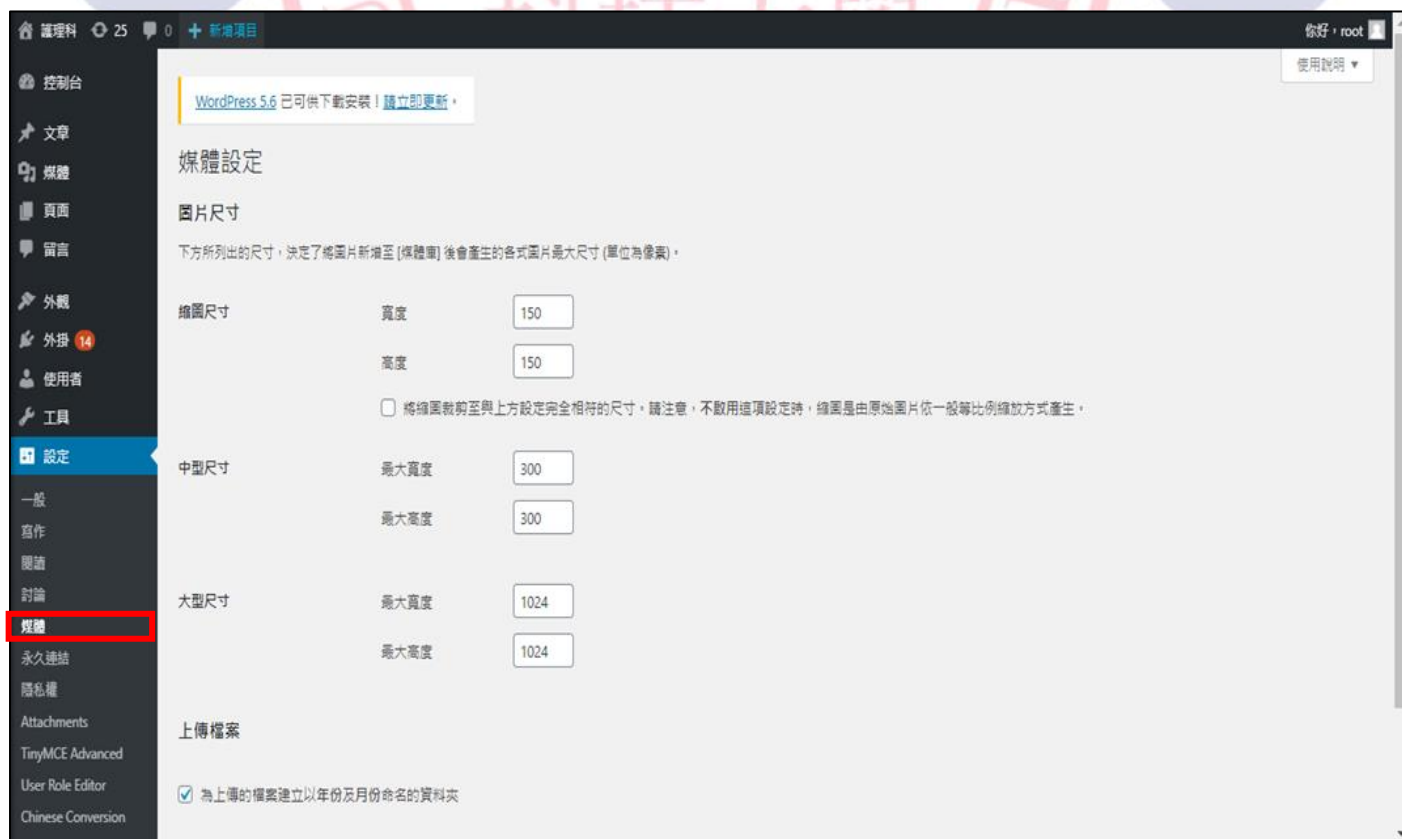 護理科 25 0 新增項目 你好，root
使用說明
控制台
文章
媒體
頁面
留言
外觀
外掛 14
使用者
工具
設定
一般
寫作
閱讀
討論
媒體
永久連結
隱私權
Attachments
TinyMCE Advanced
User Role Editor
Chinese Conversion
WordPress 5.6 已可供下載安裝！請立即更新。
媒體設定
圖片尺寸
下方所列出的尺寸，決定了將圖片新增至 [媒體庫] 後會產生的各式圖片最大尺寸 (單位為像素)。
縮圖尺寸 寬度 150
高度 150
將縮圖裁剪至與上方設定完全相符的尺寸。請注意，不啟用這項設定時，縮圖是由原始圖片依一般等比例縮放方式產生。
中型尺寸 最大寬度 300
最大高度 300
大型尺寸 最大寬度 1024
最大高度 1024
上傳檔案
為上傳的檔案建立以年份及月份命名的資料夾